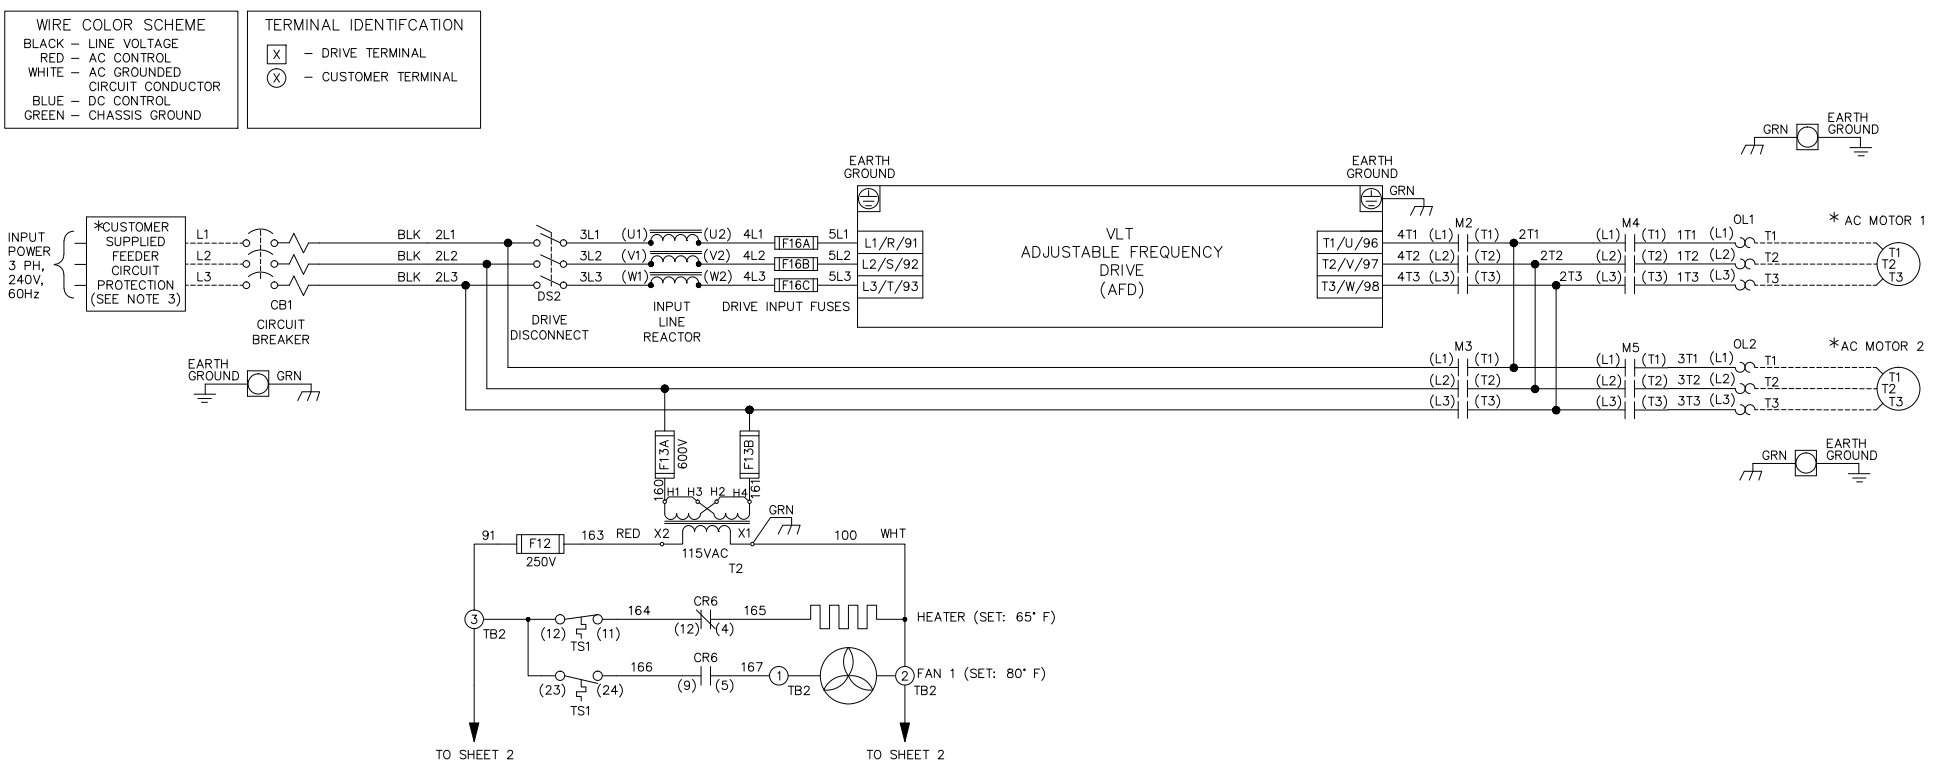 WIRE COLOR SCHEME
BLACK – LINE VOLTAGE
RED – AC CONTROL
WHITE – AC GROUNDED
CIRCUIT CONDUCTOR
BLUE – DC CONTROL
GREEN – CHASSIS GROUND
TERMINAL IDENTIFCATION
X – DRIVE TERMINAL
X – CUSTOMER TERMINAL
INPUT
POWER
3 PH,
240V,
60Hz
*CUSTOMER
SUPPLIED
FEEDER
CIRCUIT
PROTECTION
(SEE NOTE 3)
L1
L2
L3
CB1
CIRCUIT
BREAKER
EARTH
GROUND
GRN
BLK 2L1
BLK 2L2
BLK 2L3
DS2
DRIVE
DISCONNECT
3L1 (U1) (U2) 4L1 F16A 5L1
3L2 (V1) (V2) 4L2 F16B 5L2
3L3 (W1) (W2) 4L3 F16C 5L3
INPUT
LINE
REACTOR
DRIVE INPUT FUSES
EARTH
GROUND
L1/R/91
L2/S/92
L3/T/93
VLT
ADJUSTABLE FREQUENCY
DRIVE
(AFD)
EARTH
GROUND
GRN
T1/U/96
T2/V/97
T3/W/98
M2
4T1 (L1) (T1) 2T1
4T2 (L2) (T2) 2T2
4T3 (L3) (T3) 2T3
M4
OL1
(L1) (T1) 1T1 (L1) T1
(L2) (T2) 1T2 (L2) T2
(L3) (T3) 1T3 (L3) T3
GRN
EARTH
GROUND
* AC MOTOR 1
T1
T2
T3
M3
(L1) (T1)
(L2) (T2)
(L3) (T3)
M5
OL2
(L1) (T1) 3T1 (L1) T1
(L2) (T2) 3T2 (L2) T2
(L3) (T3) 3T3 (L3) T3
*AC MOTOR 2
T1
T2
T3
GRN
EARTH
GROUND
F13A
600V
F13B
160
161
H1 H3 H2 H4
GRN
91 F12 163 RED X2 X1 100 WHT
250V
115VAC
T2
3
TB2
164 CR6 165
(12) (11) (12) (4)
TS1
HEATER (SET: 65° F)
166 CR6 167
(23) (24) (9) (5)
TS1
1
TB2
2
TB2
FAN 1 (SET: 80° F)
TO SHEET 2
TO SHEET 2